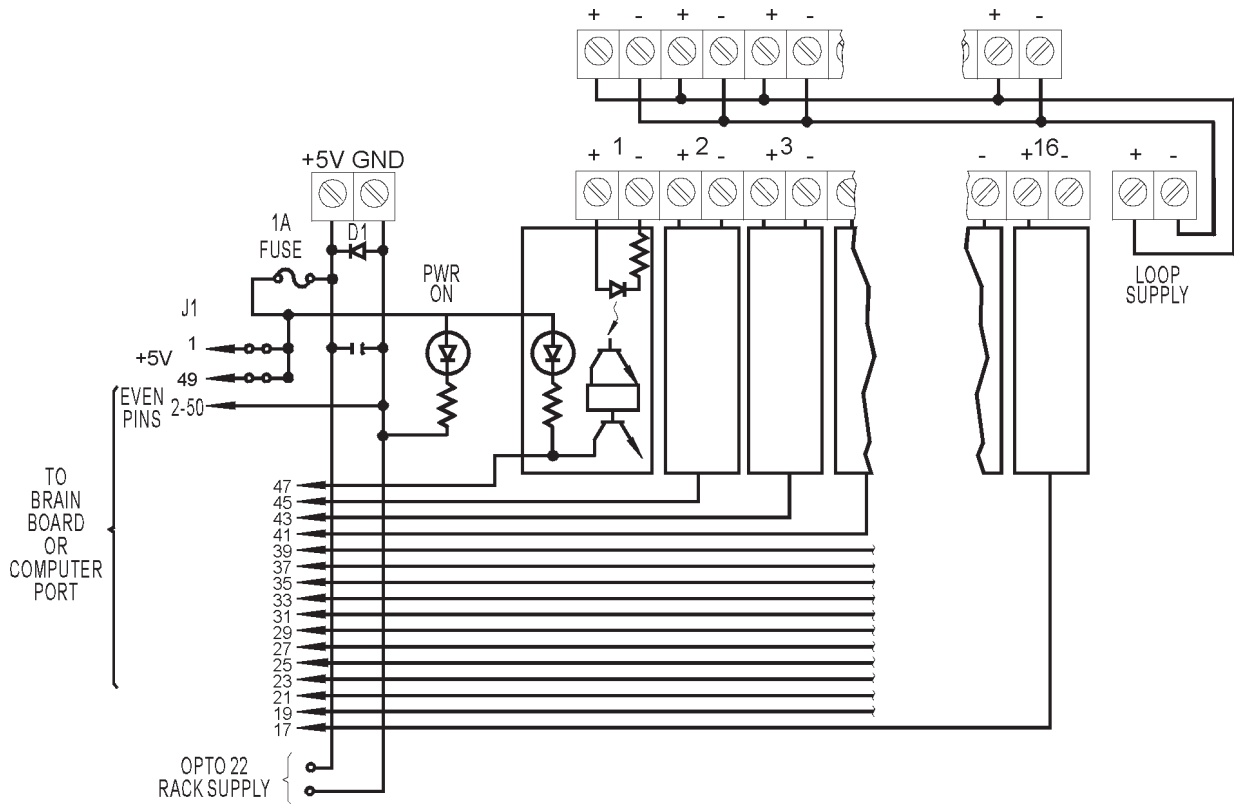 + - + - + - + -
+ 1 - + 2 - + 3 - - +16- + -
+5V GND
D1
1A
FUSE
PWR
ON
LOOP
SUPPLY
J1
+5V
1
49
EVEN
PINS
2-50
TO
BRAIN
BOARD
OR
COMPUTER
PORT
47
45
43
41
39
37
35
33
31
29
27
25
23
21
19
17
OPTO 22
RACK SUPPLY